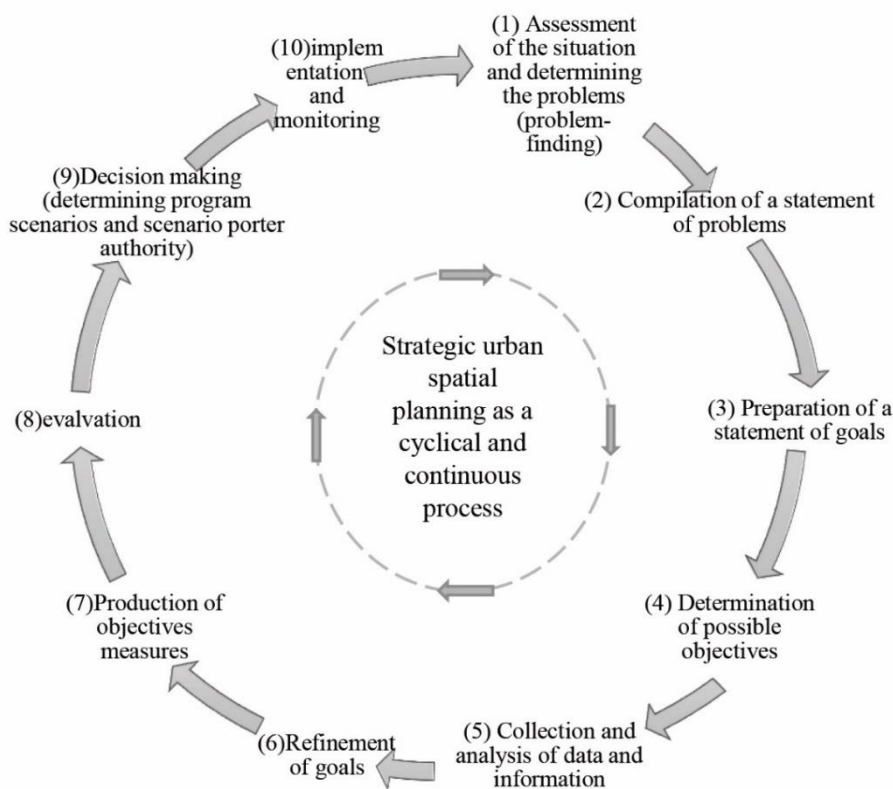 (1) Assessment
of the situation
and determining
the problems
(problem-
finding)
(2) Compilation of a statement
of problems
(3) Preparation of a
statement of goals
(4) Determination
of possible
objectives
(5) Collection and
analysis of data and
information
(6)Refinement
of goals
(7)Production of
objectives
measures
(8)evalvation
(9)Decision making
(determining program
scenarios and scenario porter
authority)
(10)implem
entation
and
monitoring
Strategic urban
spatial
planning as a
cyclical and
continuous
process